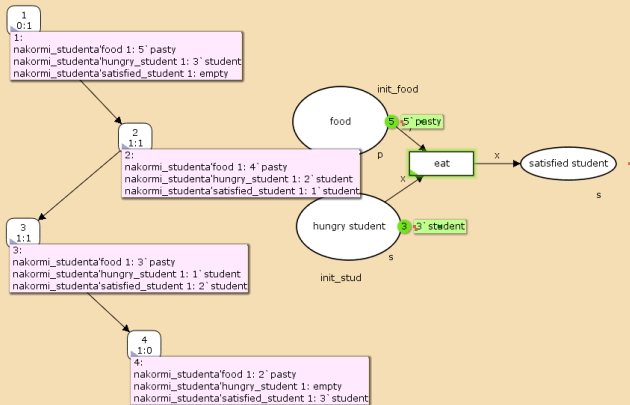 1
0:1
1:
nakormi_studenta'food 1: 5`pasty
nakormi_studenta'hungry_student 1: 3`student
nakormi_studenta'satisfied_student 1: empty
2
1:1
2:
nakormi_studenta'food 1: 4`pasty
nakormi_studenta'hungry_student 1: 2`student
nakormi_studenta'satisfied_student 1: 1`student
3
1:1
3:
nakormi_studenta'food 1: 3`pasty
nakormi_studenta'hungry_student 1: 1`student
nakormi_studenta'satisfied_student 1: 2`student
4
1:0
4:
nakormi_studenta'food 1: 2`pasty
nakormi_studenta'hungry_student 1: empty
nakormi_studenta'satisfied_student 1: 3`student
init_food
food
5 5`pasty
p
eat
x
x
satisfied student
s
hungry student
3 3`student
s
init_stud